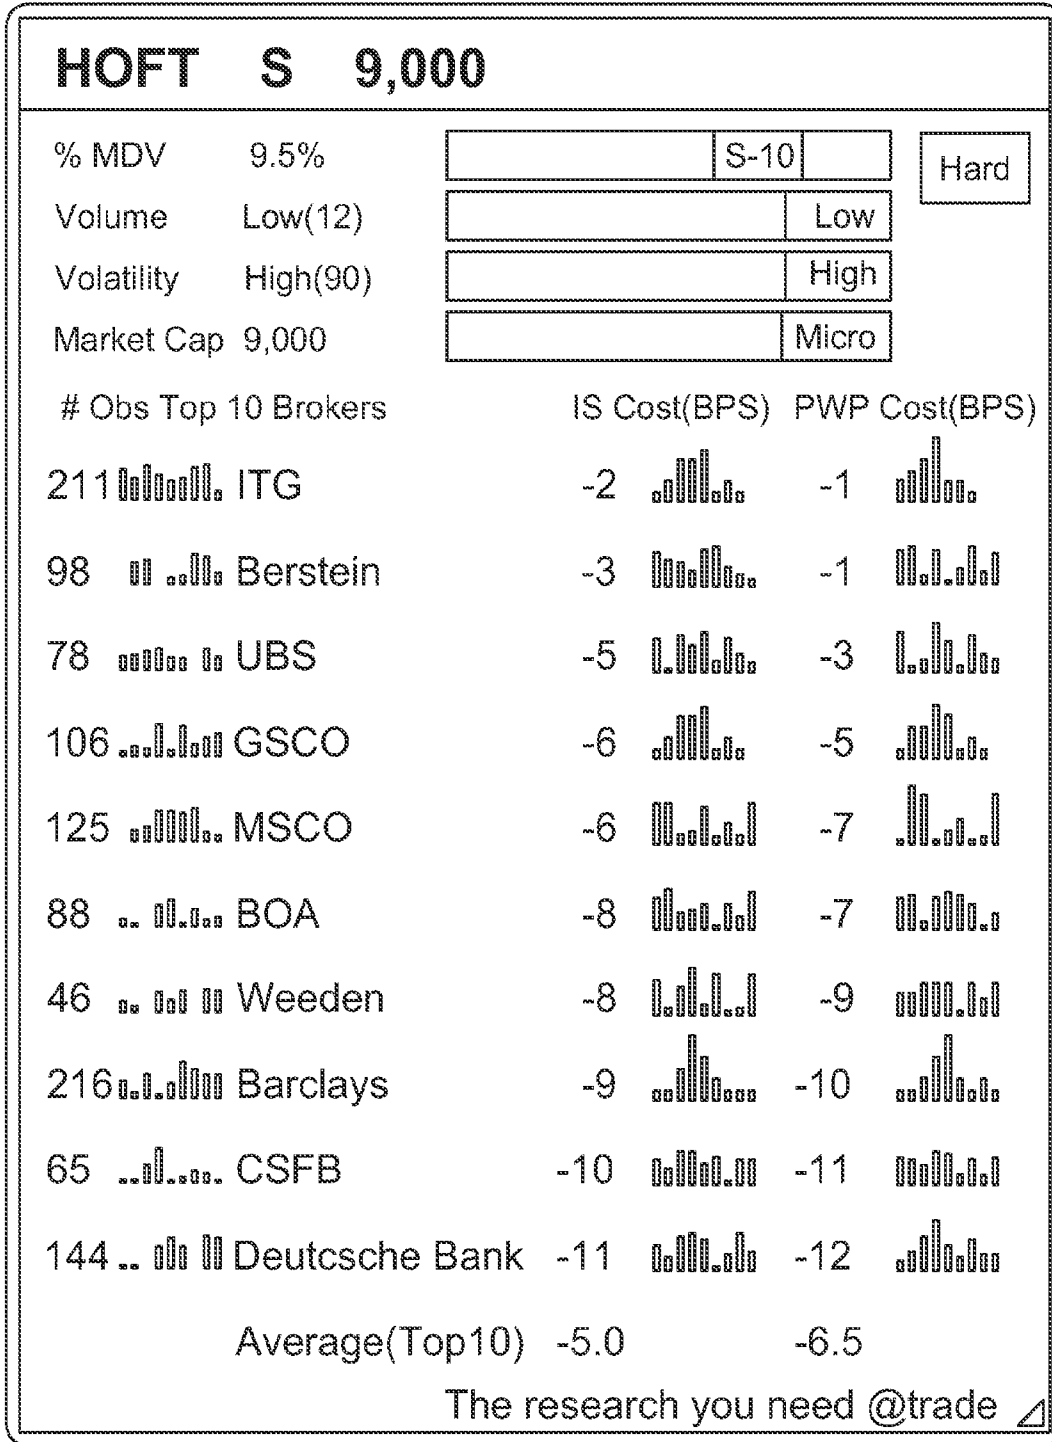 HOFT S 9,000
% MDV 9.5% S-10 Hard
Volume Low(12) Low
Volatility High(90) High
Market Cap 9,000 Micro
# Obs Top 10 Brokers IS Cost(BPS) PWP Cost(BPS)
211 ITG -2 -1
98 Berstein -3 -1
78 UBS -5 -3
106 GSCO -6 -5
125 MSCO -6 -7
88 BOA -8 -7
46 Weeden -8 -9
216 Barclays -9 -10
65 CSFB -10 -11
144 Deutcsche Bank -11 -12
Average(Top10) -5.0 -6.5
The research you need @trade